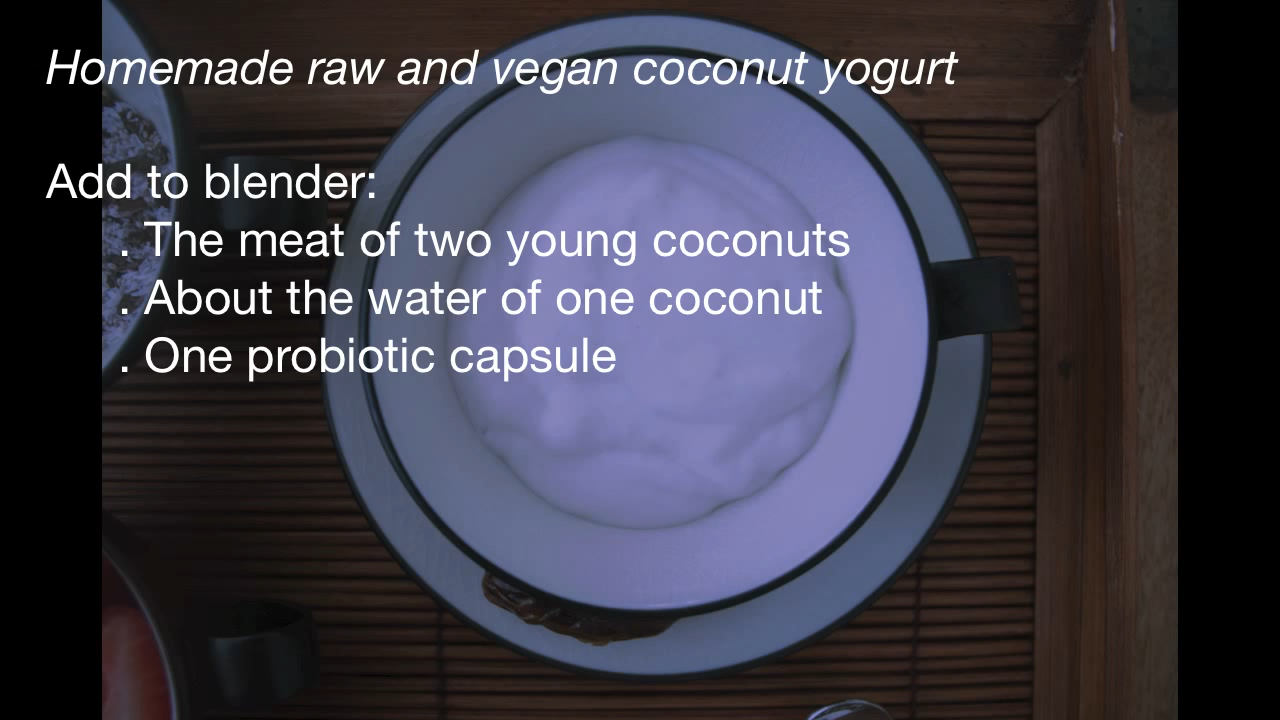 Homemade raw and vegan coconut yogurt
Add to blender:
. The meat of two young coconuts
. About the water of one coconut
. One probiotic capsule